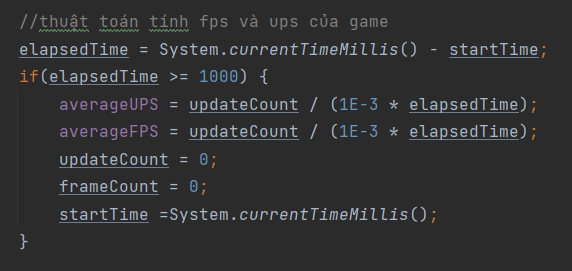 //thuật toán tính fps và ups của game
elapsedTime = System.currentTimeMillis() - startTime;
if(elapsedTime >= 1000) {
averageUPS = updateCount / (1E-3 * elapsedTime);
averageFPS = updateCount / (1E-3 * elapsedTime);
updateCount = 0;
frameCount = 0;
startTime =System.currentTimeMillis();
}